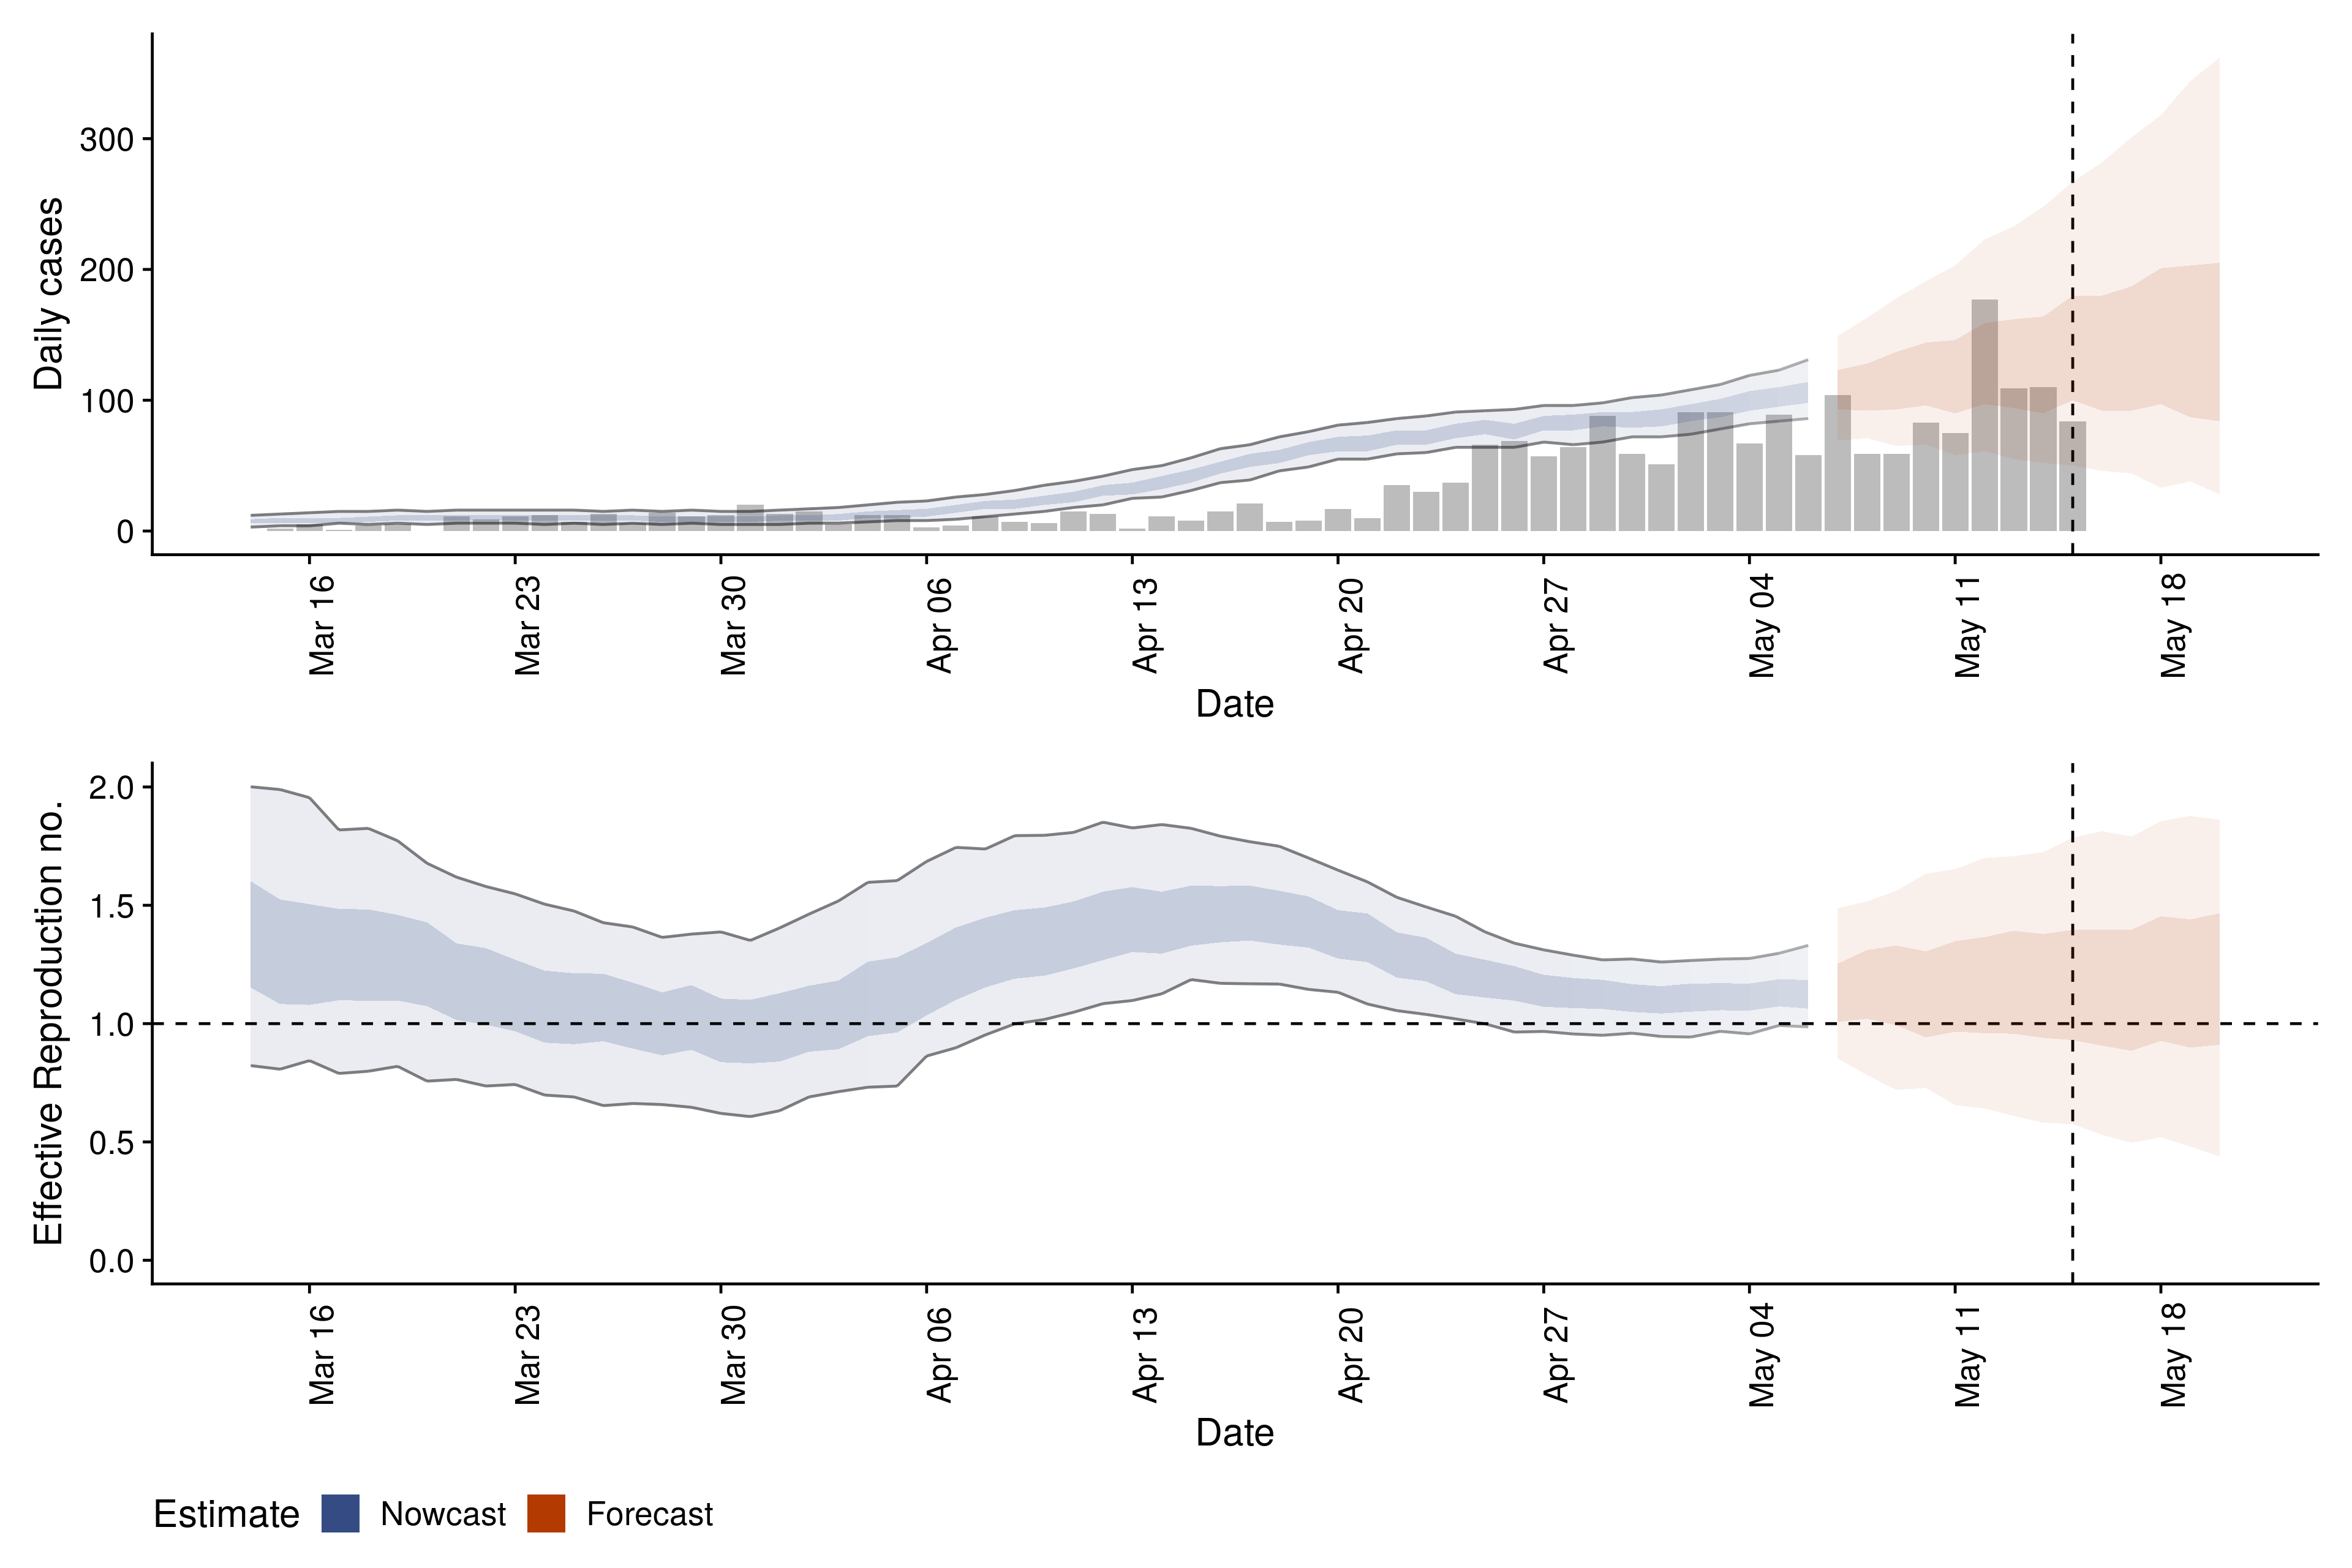 Daily cases
300
200
100
0
Mar 16
Mar 23
Mar 30
Apr 06
Apr 13
Apr 20
Apr 27
May 04
May 11
May 18
Date
Effective Reproduction no.
2.0
1.5
1.0
0.5
0.0
Mar 16
Mar 23
Mar 30
Apr 06
Apr 13
Apr 20
Apr 27
May 04
May 11
May 18
Date
Estimate Nowcast Forecast